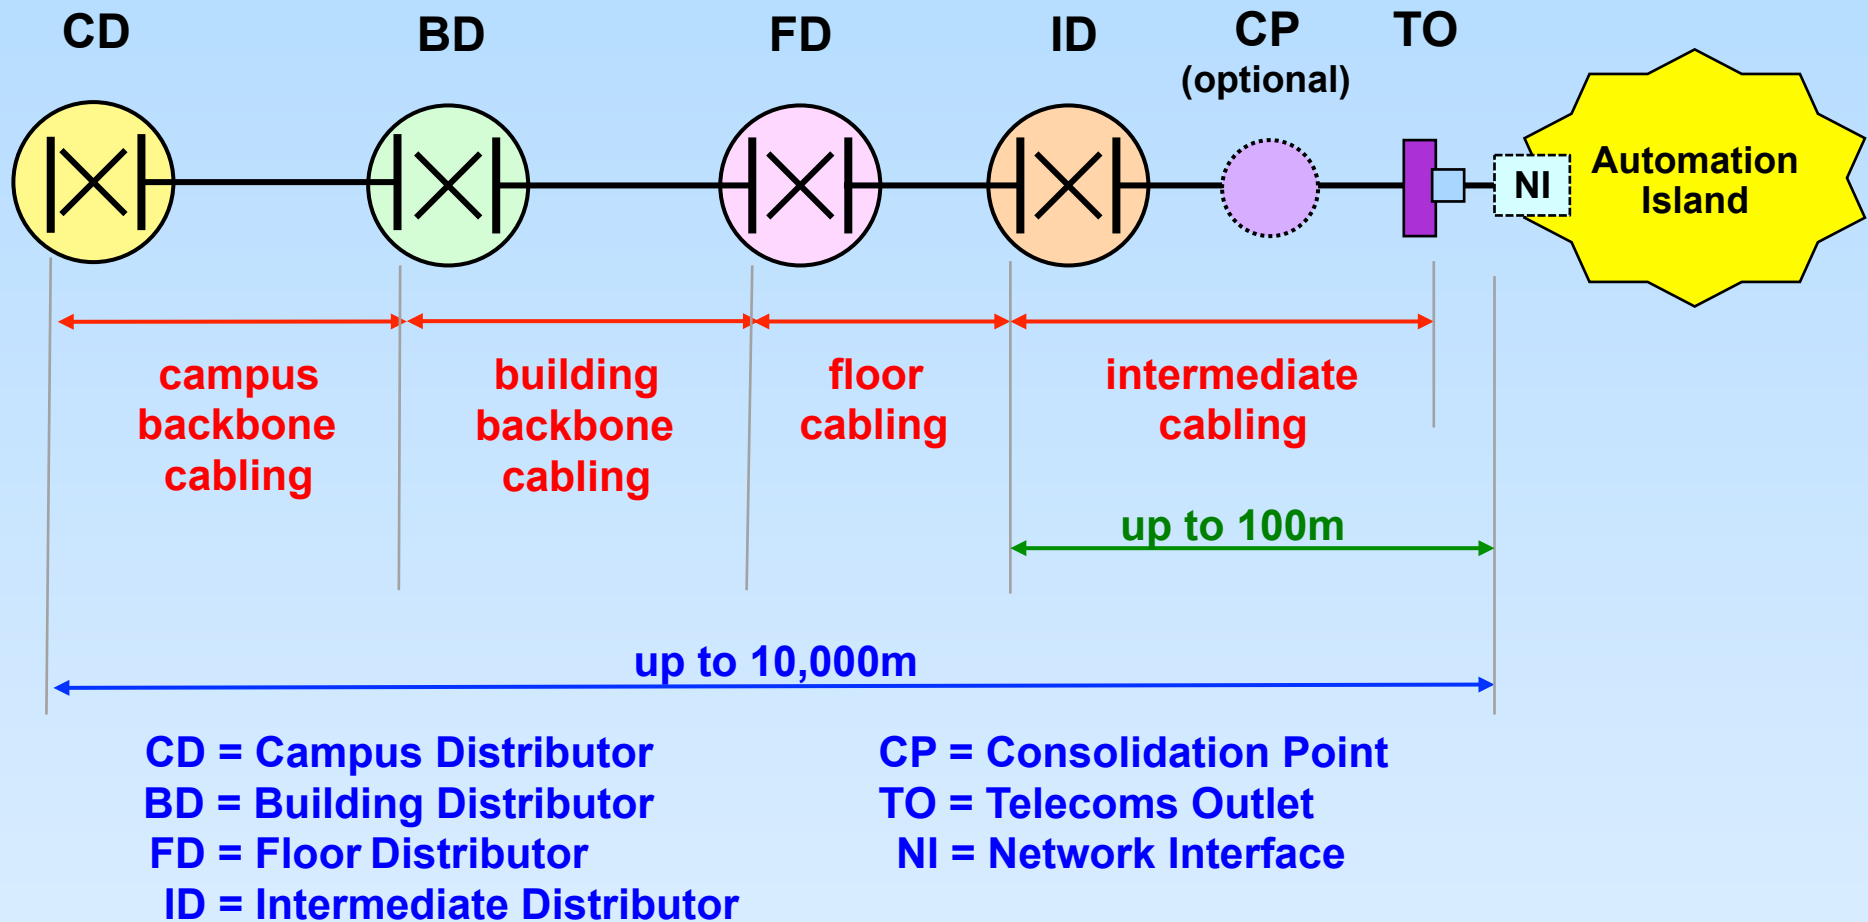 CD
BD
FD
ID
CP
(optional)
TO
NI
Automation
Island
campus
backbone
cabling
building
backbone
cabling
floor
cabling
intermediate
cabling
up to 100m
up to 10,000m
CD = Campus Distributor
BD = Building Distributor
FD = Floor Distributor
ID = Intermediate Distributor
CP = Consolidation Point
TO = Telecoms Outlet
NI = Network Interface